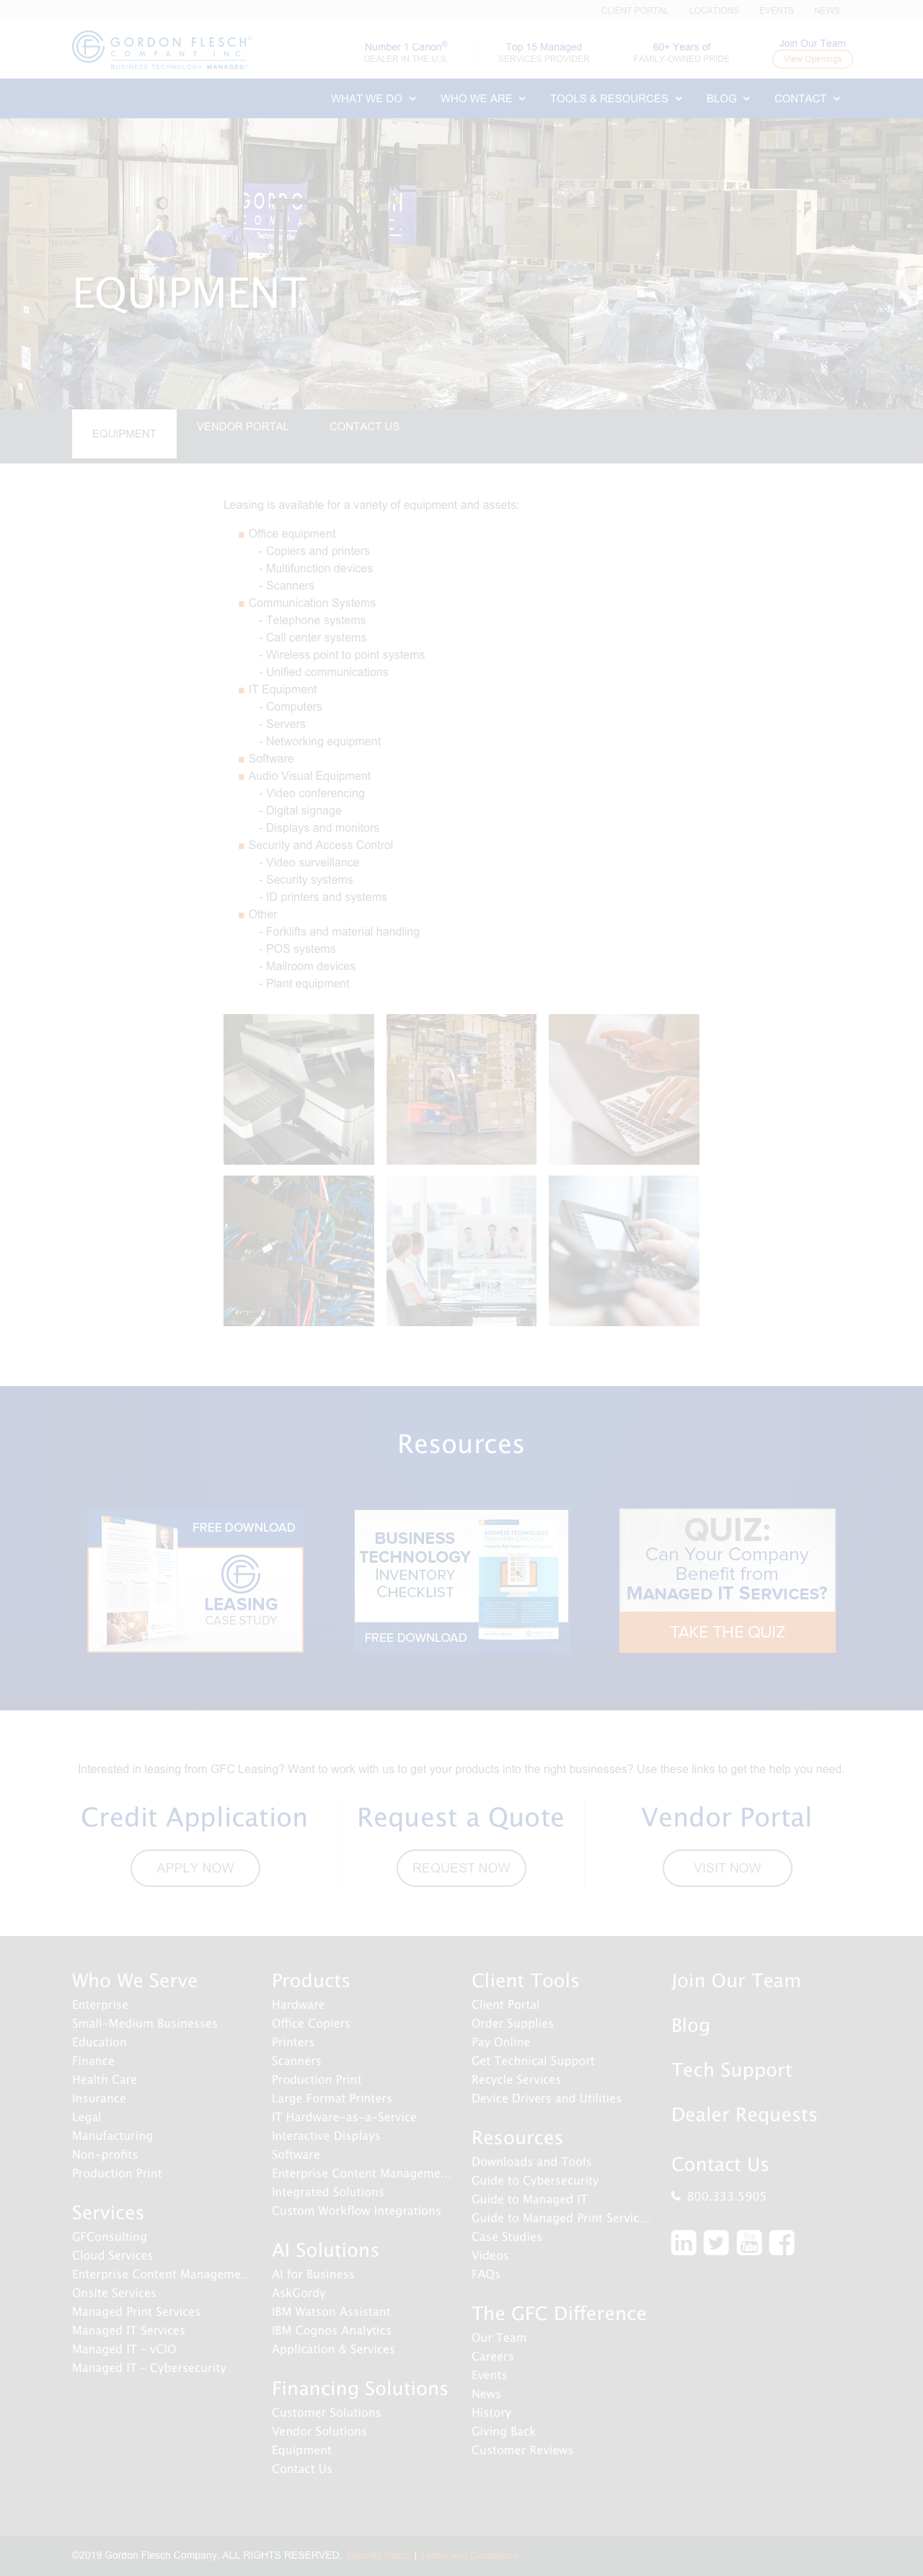 CLIENT PORTAL LOCATIONS EVENTS NEWS
GORDON FLESCH
COMPANY, INC.
BUSINESS TECHNOLOGY, MANAGED
Number 1 Canon®
DEALER IN THE U.S.
Top 15 Managed
SERVICES PROVIDER
60+ Years of
FAMILY-OWNED PRIDE
Join Our Team
View Openings
WHAT WE DO WHO WE ARE TOOLS & RESOURCES BLOG CONTACT
EQUIPMENT
EQUIPMENT VENDOR PORTAL CONTACT US
Leasing is available for a variety of equipment and assets:
Office equipment
- Copiers and printers
- Multifunction devices
- Scanners
Communication Systems
- Telephone systems
- Call center systems
- Wireless point to point systems
- Unified communications
IT Equipment
- Computers
- Servers
- Networking equipment
Software
Audio Visual Equipment
- Video conferencing
- Digital signage
- Displays and monitors
Security and Access Control
- Video surveillance
- Security systems
- ID printers and systems
Other
- Forklifts and material handling
- POS systems
- Mailroom devices
- Plant equipment
Resources
FREE DOWNLOAD
LEASING
CASE STUDY
BUSINESS
TECHNOLOGY
INVENTORY
CHECKLIST
FREE DOWNLOAD
QUIZ:
Can Your Company
Benefit from
MANAGED IT SERVICES?
TAKE THE QUIZ
Interested in leasing from GFC Leasing? Want to work with us to get your products into the right businesses? Use these links to get the help you need.
Credit Application
APPLY NOW
Request a Quote
REQUEST NOW
Vendor Portal
VISIT NOW
Who We Serve
Enterprise
Small-Medium Businesses
Education
Finance
Health Care
Insurance
Legal
Manufacturing
Non-profits
Production Print
Services
GFConsulting
Cloud Services
Enterprise Content Manageme...
Onsite Services
Managed Print Services
Managed IT Services
Managed IT - vCIO
Managed IT - Cybersecurity
Products
Hardware
Office Copiers
Printers
Scanners
Production Print
Large Format Printers
IT Hardware-as-a-Service
Interactive Displays
Software
Enterprise Content Manageme...
Integrated Solutions
Custom Workflow Integrations
AI Solutions
AI for Business
AskGordy
IBM Watson Assistant
IBM Cognos Analytics
Application & Services
Financing Solutions
Customer Solutions
Vendor Solutions
Equipment
Contact Us
Client Tools
Client Portal
Order Supplies
Pay Online
Get Technical Support
Recycle Services
Device Drivers and Utilities
Resources
Downloads and Tools
Guide to Cybersecurity
Guide to Managed IT
Guide to Managed Print Servic...
Case Studies
Videos
FAQs
The GFC Difference
Our Team
Careers
Events
News
History
Giving Back
Customer Reviews
Join Our Team
Blog
Tech Support
Dealer Requests
Contact Us
800.333.5905
©2019 Gordon Flesch Company. ALL RIGHTS RESERVED. Security Policy | Terms and Conditions